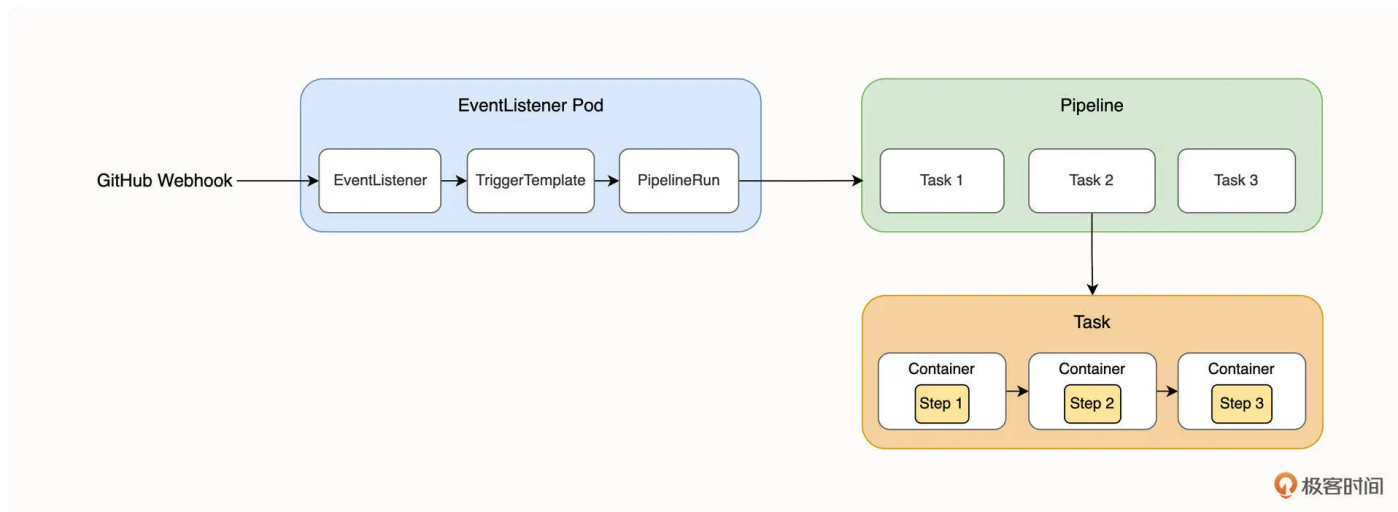 EventListener Pod
Pipeline
GitHub Webhook
EventListener
TriggerTemplate
PipelineRun
Task 1
Task 2
Task 3
Task
Container
Container
Container
Step 1
Step 2
Step 3
极客时间